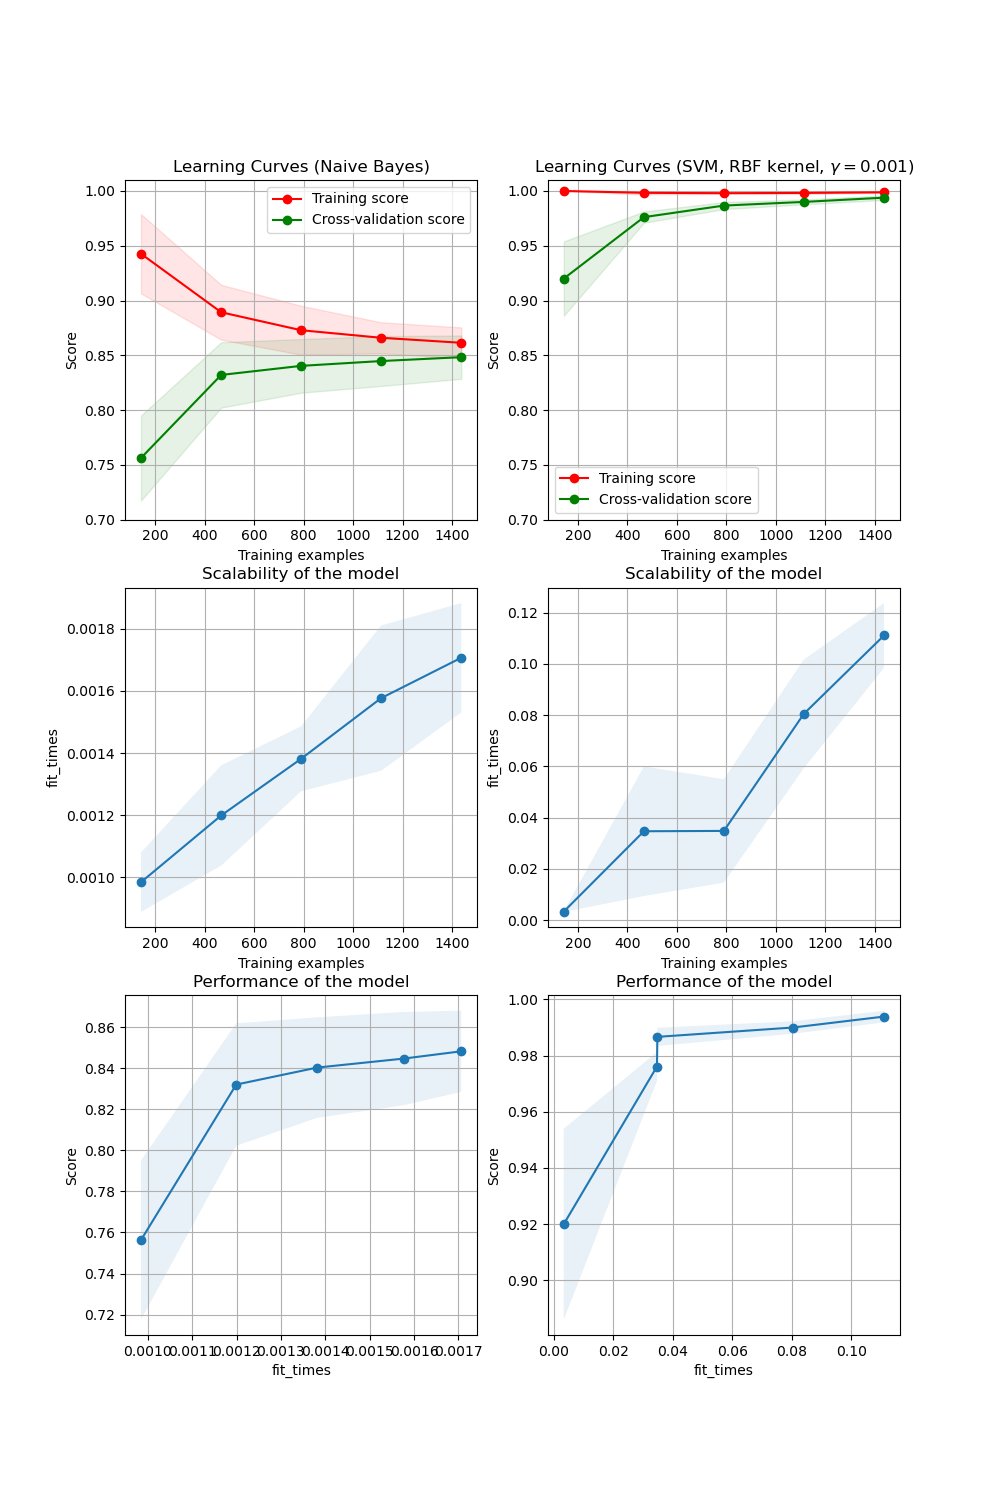 Learning Curves (Naive Bayes)
1.00
0.95
0.90
0.85
0.80
0.75
0.70
Score
Training score
Cross-validation score
200 400 600 800 1000 1200 1400
Training examples
Learning Curves (SVM, RBF kernel, γ = 0.001)
1.00
0.95
0.90
0.85
0.80
0.75
0.70
Score
Training score
Cross-validation score
200 400 600 800 1000 1200 1400
Training examples
Scalability of the model
0.0018
0.0016
0.0014
0.0012
0.0010
fit_times
200 400 600 800 1000 1200 1400
Training examples
Scalability of the model
0.12
0.10
0.08
0.06
0.04
0.02
0.00
fit_times
200 400 600 800 1000 1200 1400
Training examples
Performance of the model
0.86
0.84
0.82
0.80
0.78
0.76
0.74
0.72
Score
0.0010 0.0011 0.0012 0.0013 0.0014 0.0015 0.0016 0.0017
fit_times
Performance of the model
1.00
0.98
0.96
0.94
0.92
0.90
Score
0.00 0.02 0.04 0.06 0.08 0.10
fit_times